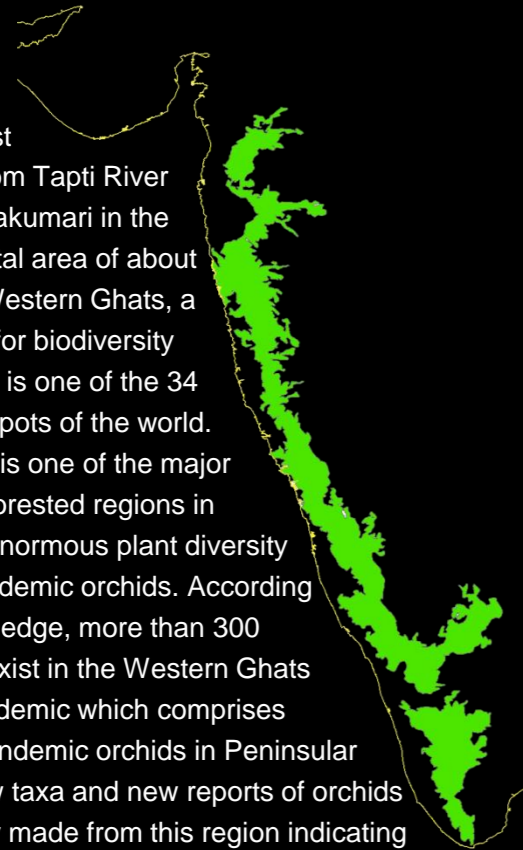 st
om Tapti River
akumari in the
tal area of about
Western Ghats, a
for biodiversity
is one of the 34
pots of the world.
is one of the major
orested regions in
normous plant diversity
demic orchids. According
ledge, more than 300
xist in the Western Ghats
demic which comprises
ndemic orchids in Peninsular
w taxa and new reports of orchids
made from this region indicating